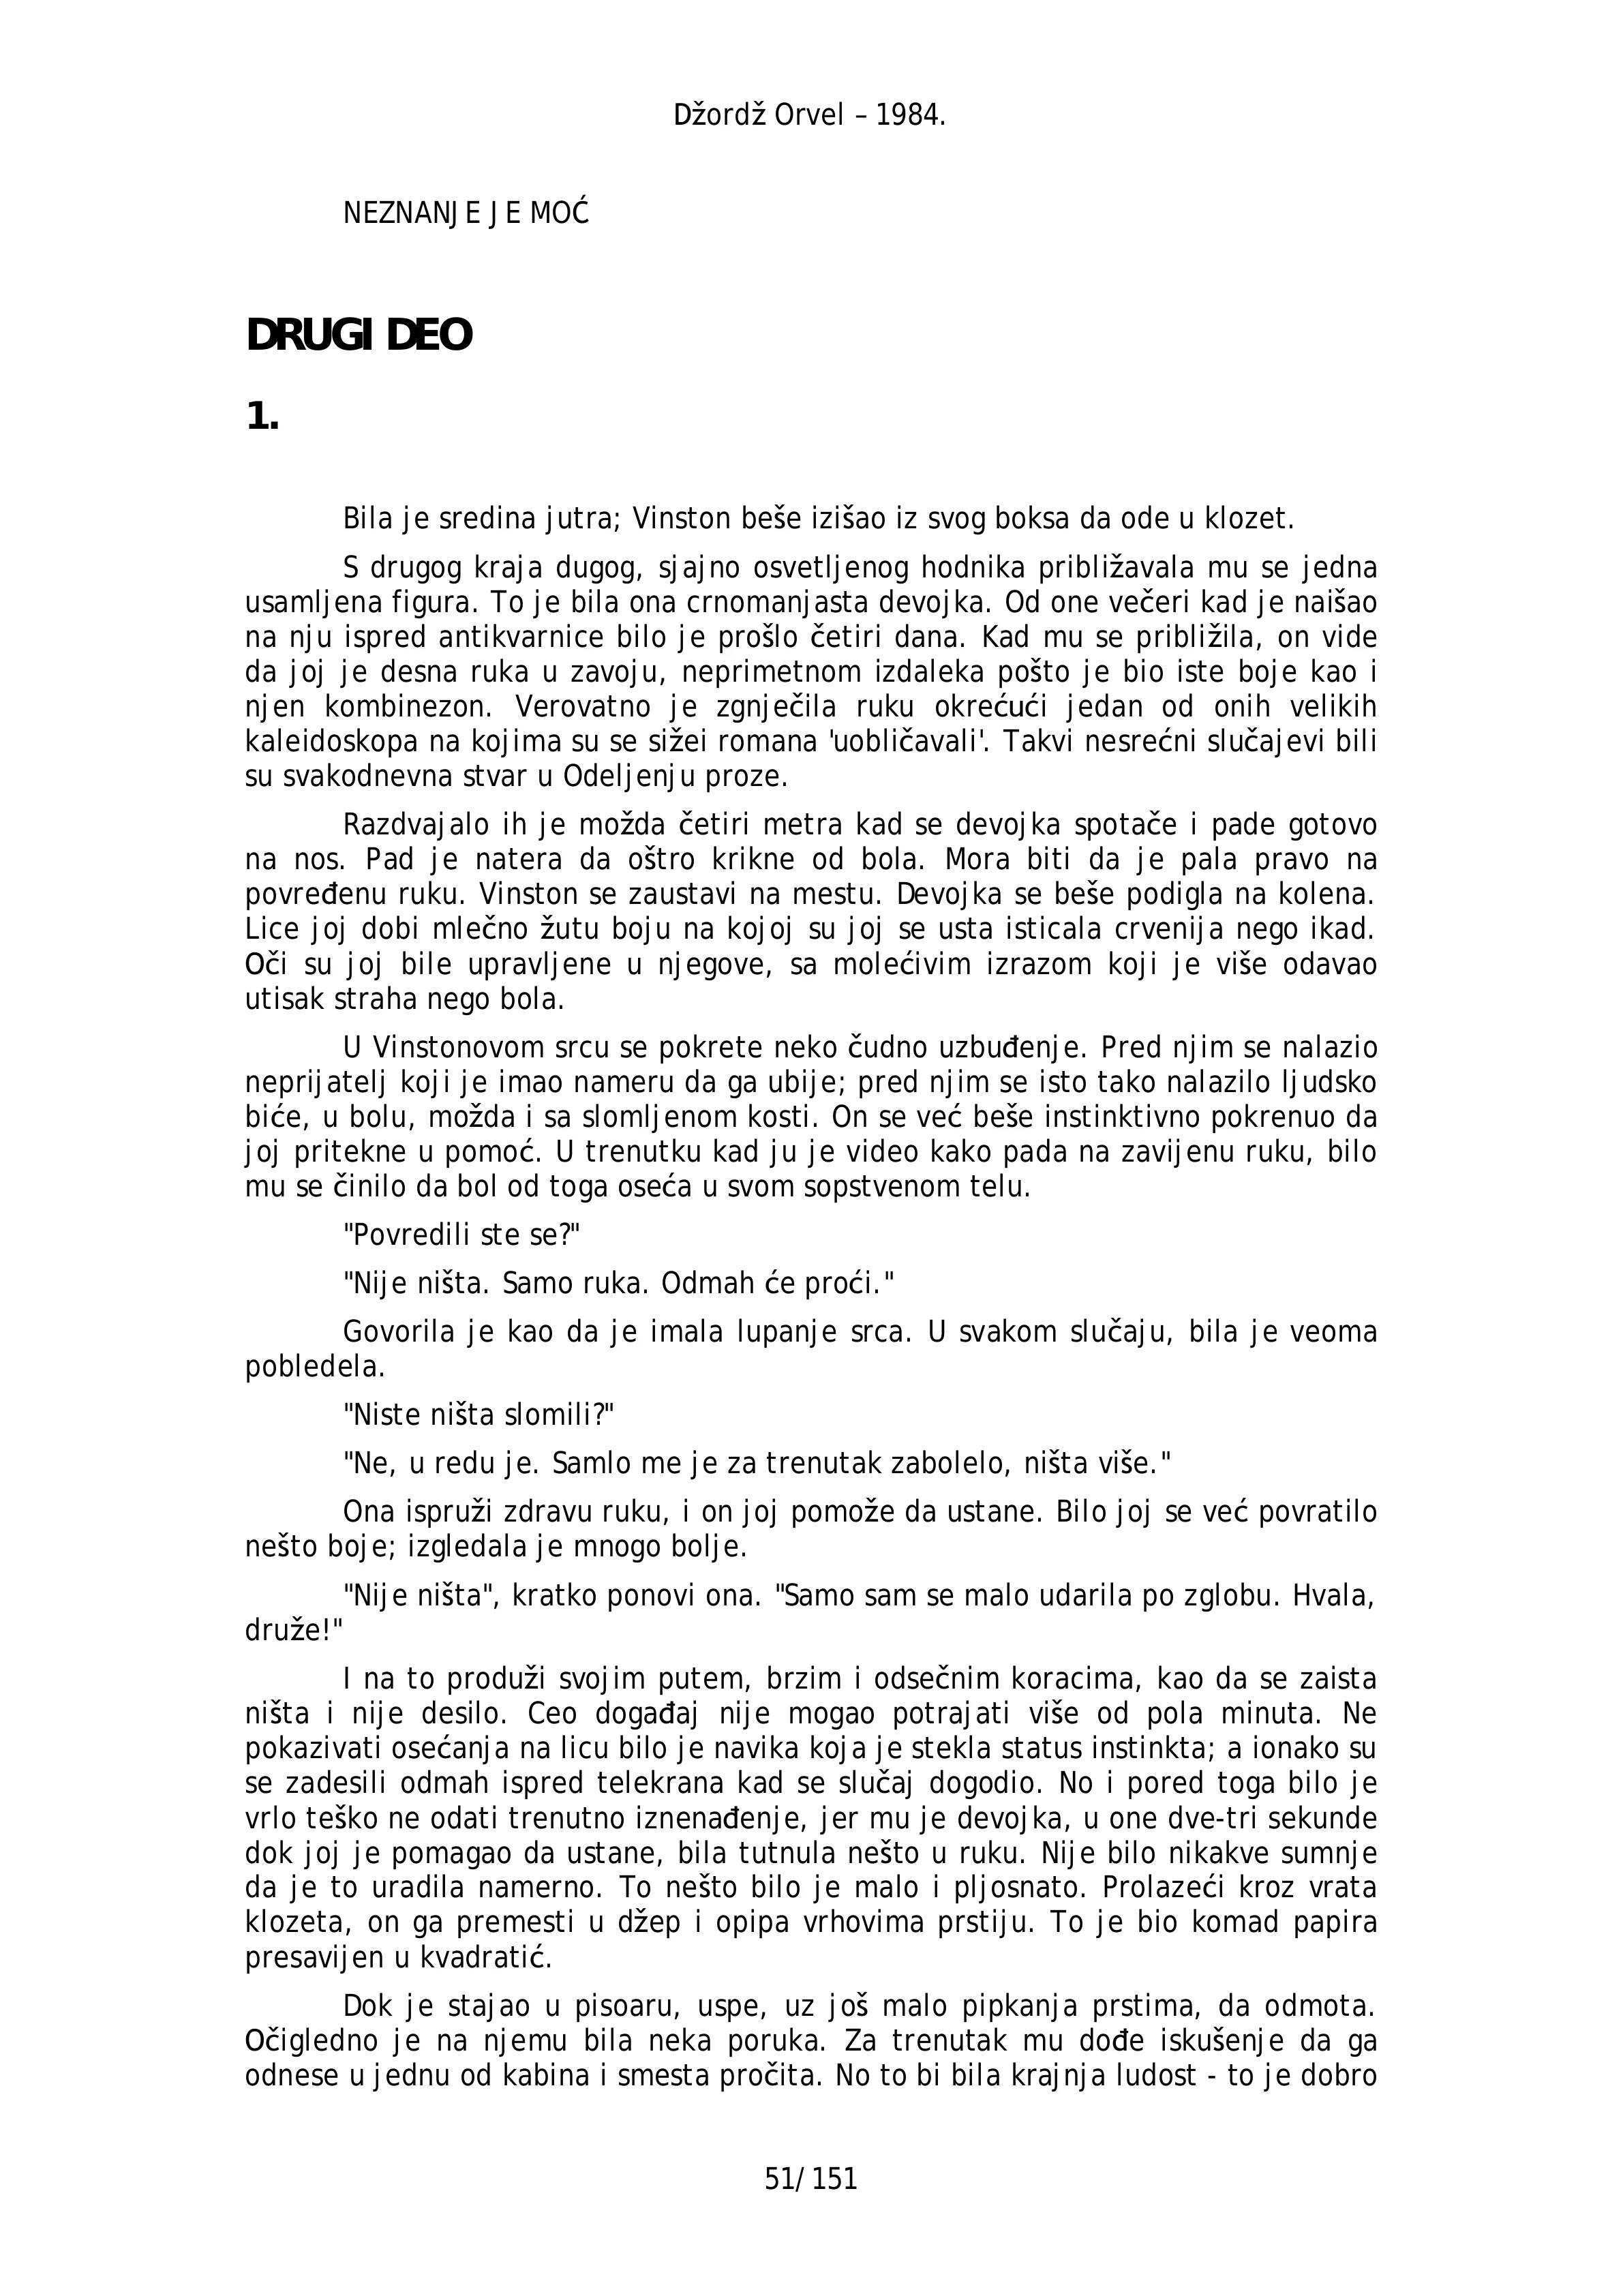 Džordž Orvel – 1984.
NEZNANJE JE MOĆ
DRUGI DEO
1.
Bila je sredina jutra; Vinston beše izišao iz svog boksa da ode u klozet.
S drugog kraja dugog, sjajno osvetljenog hodnika približavala mu se jedna
usamljena figura. To je bila ona crnomanjasta devojka. Od one večeri kad je naišao
na nju ispred antikvarnice bilo je prošlo četiri dana. Kad mu se približila, on vide
da joj je desna ruka u zavoju, neprimetnom izdaleka pošto je bio iste boje kao i
njen kombinezon. Verovatno je zgnječila ruku okrećući jedan od onih velikih
kaleidoskopa na kojima su se sižei romana 'uobličavali'. Takvi nesrećni slučajevi bili
su svakodnevna stvar u Odeljenju proze.
Razdvajalo ih je možda četiri metra kad se devojka spotače i pade gotovo
na nos. Pad je natera da oštro krikne od bola. Mora biti da je pala pravo na
povređenu ruku. Vinston se zaustavi na mestu. Devojka se beše podigla na kolena.
Lice joj dobi mlečno žutu boju na kojoj su joj se usta isticala crvenija nego ikad.
Oči su joj bile upravljene u njegove, sa molećivim izrazom koji je više odavao
utisak straha nego bola.
U Vinstonovom srcu se pokrete neko čudno uzbuđenje. Pred njim se nalazio
neprijatelj koji je imao nameru da ga ubije; pred njim se isto tako nalazilo ljudsko
biće, u bolu, možda i sa slomljenom kosti. On se već beše instinktivno pokrenuo da
joj pritekne u pomoć. U trenutku kad ju je video kako pada na zavijenu ruku, bilo
mu se činilo da bol od toga oseća u svom sopstvenom telu.
"Povredili ste se?"
"Nije ništa. Samo ruka. Odmah će proći."
Govorila je kao da je imala lupanje srca. U svakom slučaju, bila je veoma
pobledela.
"Niste ništa slomili?"
"Ne, u redu je. Samlo me je za trenutak zabolelo, ništa više."
Ona ispruži zdravu ruku, i on joj pomože da ustane. Bilo joj se već povratilo
nešto boje; izgledala je mnogo bolje.
"Nije ništa", kratko ponovi ona. "Samo sam se malo udarila po zglobu. Hvala,
druže!"
I na to produži svojim putem, brzim i odsečnim koracima, kao da se zaista
ništa i nije desilo. Ceo događaj nije mogao potrajati više od pola minuta. Ne
pokazivati osećanja na licu bilo je navika koja je stekla status instinkta; a ionako su
se zadesili odmah ispred telekrana kad se slučaj dogodio. No i pored toga bilo je
vrlo teško ne odati trenutno iznenađenje, jer mu je devojka, u one dve-tri sekunde
dok joj je pomagao da ustane, bila tutnula nešto u ruku. Nije bilo nikakve sumnje
da je to uradila namerno. To nešto bilo je malo i pljosnato. Prolazeći kroz vrata
klozeta, on ga premesti u džep i opipa vrhovima prstiju. To je bio komad papira
presavijen u kvadratić.
Dok je stajao u pisoaru, uspe, uz još malo pipkanja prstima, da odmota.
Očigledno je na njemu bila neka poruka. Za trenutak mu dođe iskušenje da ga
odnese u jednu od kabina i smesta pročita. No to bi bila krajnja ludost - to je dobro
51/151